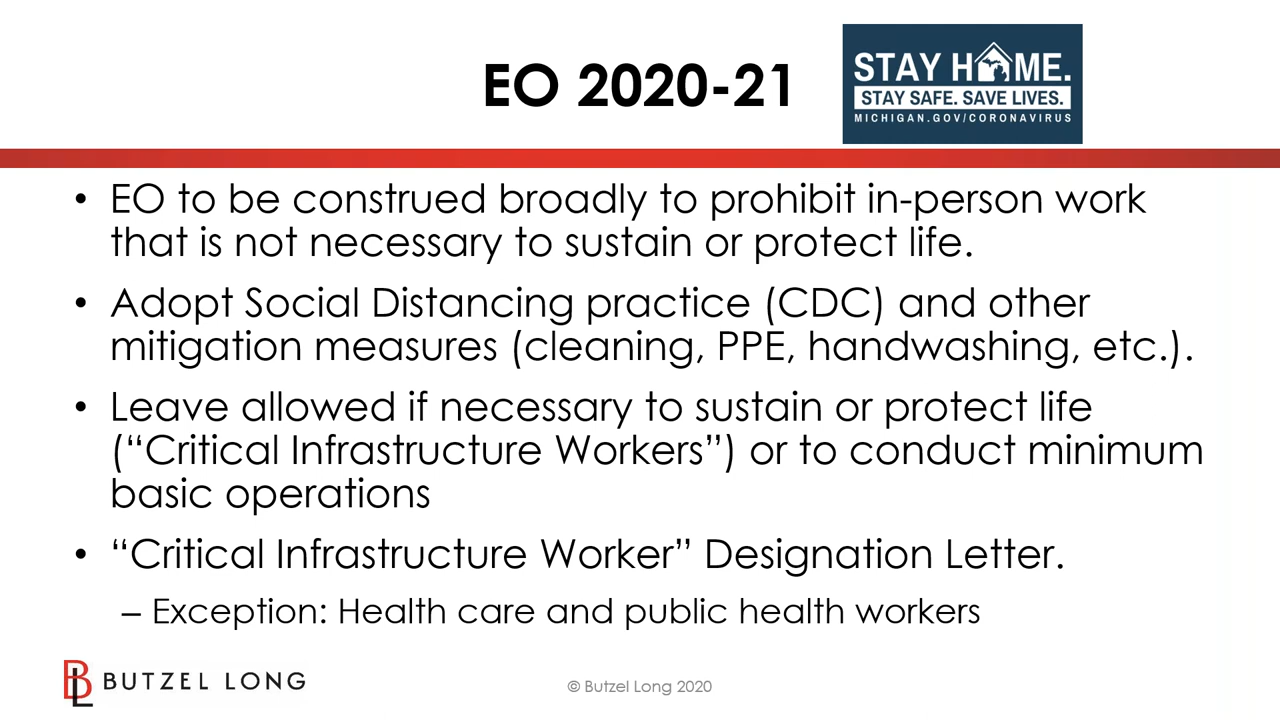 EO 2020-21
STAY HOME.
STAY SAFE. SAVE LIVES.
MICHIGAN.GOV/CORONAVIRUS
• EO to be construed broadly to prohibit in-person work
that is not necessary to sustain or protect life.
• Adopt Social Distancing practice (CDC) and other
mitigation measures (cleaning, PPE, handwashing, etc.).
• Leave allowed if necessary to sustain or protect life
(“Critical Infrastructure Workers”) or to conduct minimum
basic operations
• “Critical Infrastructure Worker” Designation Letter.
– Exception: Health care and public health workers
BL BUTZEL LONG
© Butzel Long 2020